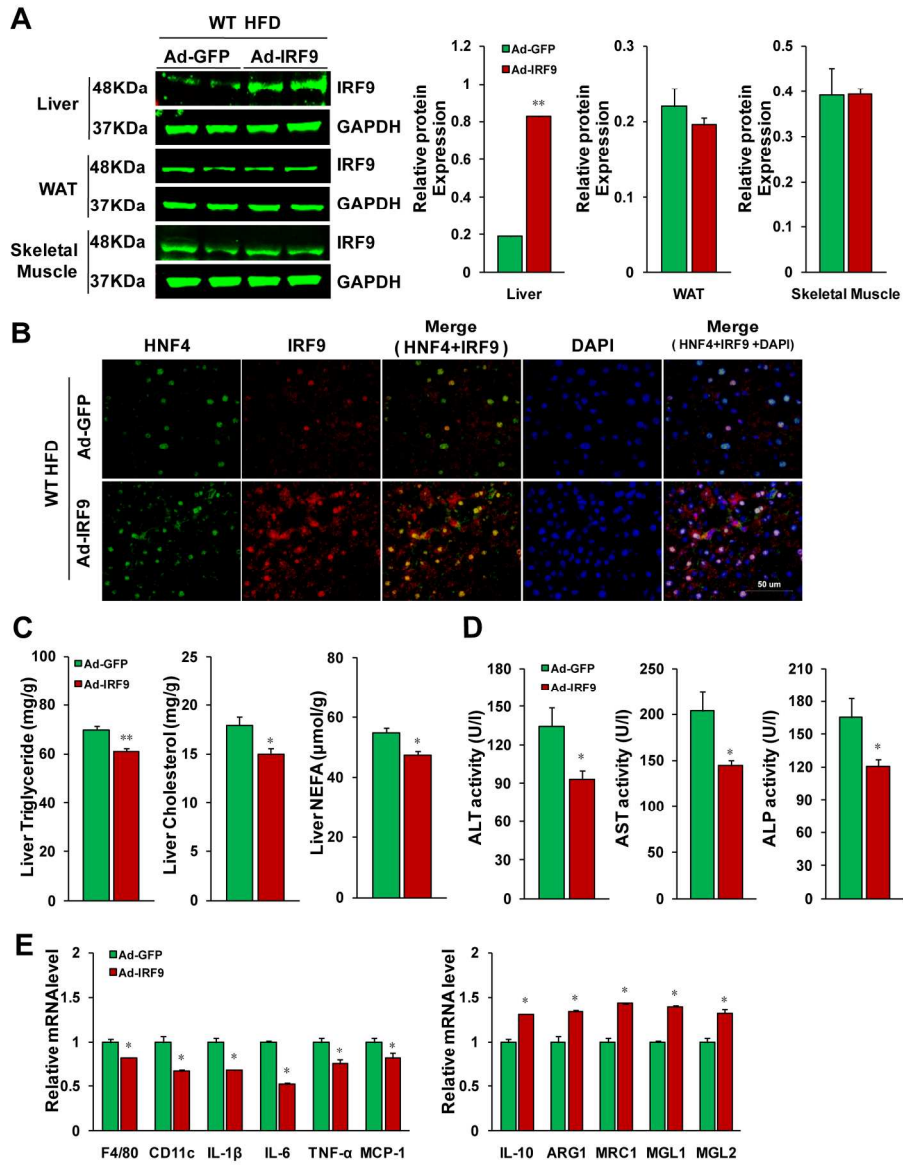 A
WT HFD
Ad-GFP Ad-IRF9
Liver
48KDa IRF9
37KDa GAPDH
WAT
48KDa IRF9
37KDa GAPDH
Skeletal
Muscle
48KDa IRF9
37KDa GAPDH
Relative protein
Expression
1.2
1
0.8
0.6
0.4
0.2
0
Ad-GFP
Ad-IRF9
**
Liver
Relative protein
Expression
0.3
0.2
0.1
0
WAT
Relative protein
Expression
0.5
0.4
0.3
0.2
0.1
0
Skeletal Muscle
B
HNF4 IRF9 Merge
(HNF4+IRF9) DAPI Merge
(HNF4+IRF9 +DAPI)
WT HFD
Ad-GFP
Ad-IRF9
50 um
C
Liver Triglyceride (mg/g)
100
80
60
40
20
0
Ad-GFP
Ad-IRF9
**
Liver Cholesterol (mg/g)
25
20
15
10
5
0
*
Liver NEFA (μmol/g)
80
60
40
20
0
*
D
ALT activity (U/l)
180
150
120
90
60
30
0
Ad-GFP
Ad-IRF9
*
AST activity (U/l)
250
200
150
100
50
0
*
ALP activity (U/l)
210
180
150
120
90
60
30
0
*
E
Relative mRNA level
2
1.5
1
0.5
0
Ad-GFP
Ad-IRF9
* * * * * *
F4/80 CD11c IL-1β IL-6 TNF-α MCP-1
Relative mRNA level
2
1.5
1
0.5
0
* * * * *
IL-10 ARG1 MRC1 MGL1 MGL2